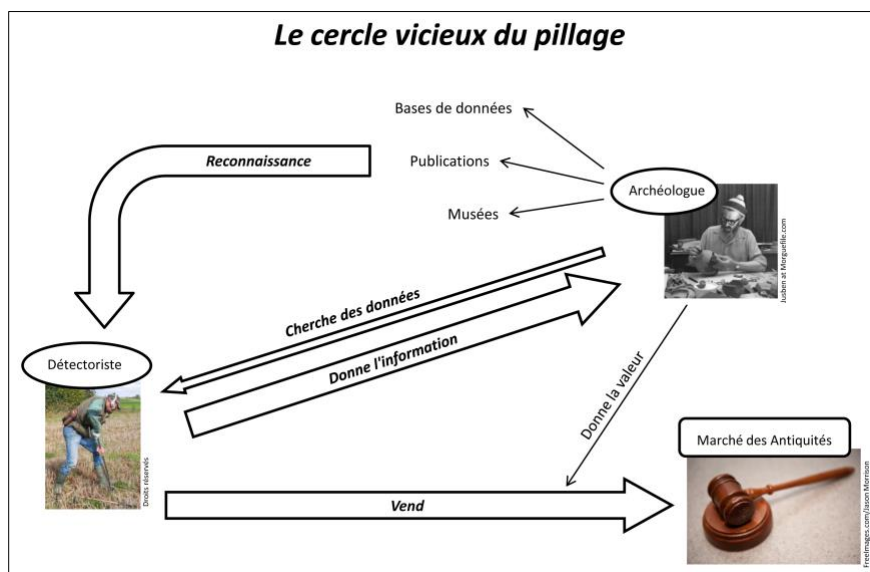 Le cercle vicieux du pillage
Bases de données
Reconnaissance
Publications
Archéologue
Musées
Jusben at Morguefile.com
Cherche des données
Donne l'information
Détectoriste
Droits réservés
Donne la valeur
Marché des Antiquités
Vend
FreeImages.com/Jason Morrison